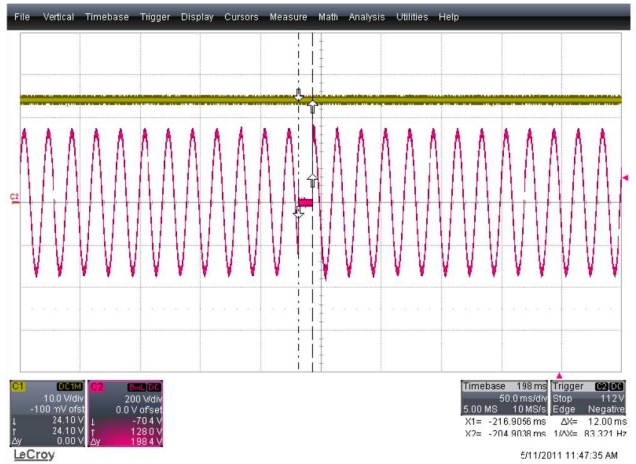 File Vertical Timebase Trigger Display Cursors Measure Math Analysis Utilities Help
C2
C1 DC1M
10.0 V/div
-100 mV ofst
↓ 24.10 V
↑ 24.10 V
Δy 0.00 V
C2 BwL DC
200 V/div
0.0 V ofset
↓ -70.4 V
↑ 128.0 V
Δy 198.4 V
Timebase 198 ms
50.0 ms/div
5.00 MS 10 MS/s
Trigger C2 DC
Stop 112 V
Edge Negative
X1= -216.9056 ms ΔX= 12.00 ms
X2= -204.9038 ms 1/ΔX= 83.321 Hz
LeCroy
5/11/2011 11:47:35 AM